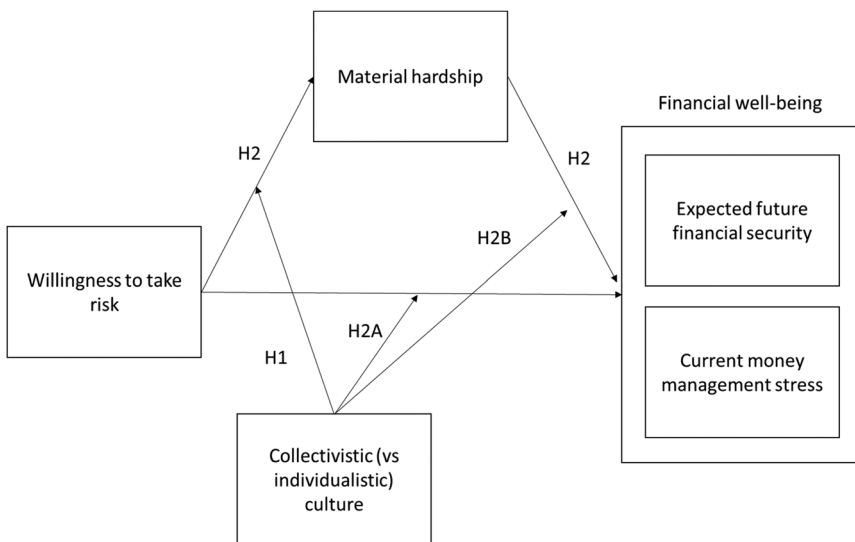 Material hardship
Financial well-being
H2
H2
Expected future
financial security
H2B
Willingness to take
risk
H2A
H1
Current money
management stress
Collectivistic (vs
individualistic)
culture